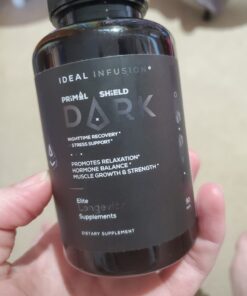 IDEAL INFUSION®
PRIMAL SHIELD
DARK
NIGHTTIME RECOVERY*
STRESS SUPPORT*
PROMOTES RELAXATION*
HORMONE BALANCE*
MUSCLE GROWTH & STRENGTH*
Elite
Longevity
Supplements
DIETARY SUPPLEMENT